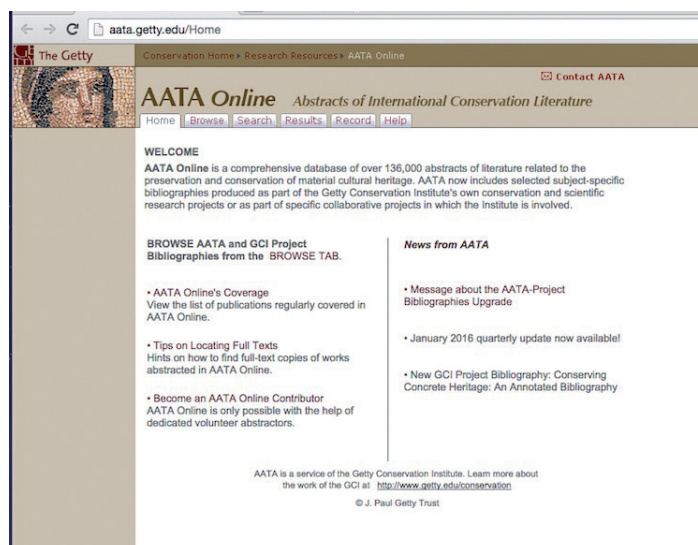 aata.getty.edu/Home
The Getty
Conservation Home ▸ Research Resources ▸ AATA Online
Contact AATA
AATA Online Abstracts of International Conservation Literature
Home Browse Search Results Record Help
WELCOME
AATA Online is a comprehensive database of over 136,000 abstracts of literature related to the
preservation and conservation of material cultural heritage. AATA now includes selected subject-specific
bibliographies produced as part of the Getty Conservation Institute's own conservation and scientific
research projects or as part of specific collaborative projects in which the Institute is involved.
BROWSE AATA and GCI Project
Bibliographies from the BROWSE TAB.
• AATA Online's Coverage
View the list of publications regularly covered in
AATA Online.
• Tips on Locating Full Texts
Hints on how to find full-text copies of works
abstracted in AATA Online.
• Become an AATA Online Contributor
AATA Online is only possible with the help of
dedicated volunteer abstractors.
News from AATA
• Message about the AATA-Project
Bibliographies Upgrade
• January 2016 quarterly update now available!
• New GCI Project Bibliography: Conserving
Concrete Heritage: An Annotated Bibliography
AATA is a service of the Getty Conservation Institute. Learn more about
the work of the GCI at http://www.getty.edu/conservation
© J. Paul Getty Trust